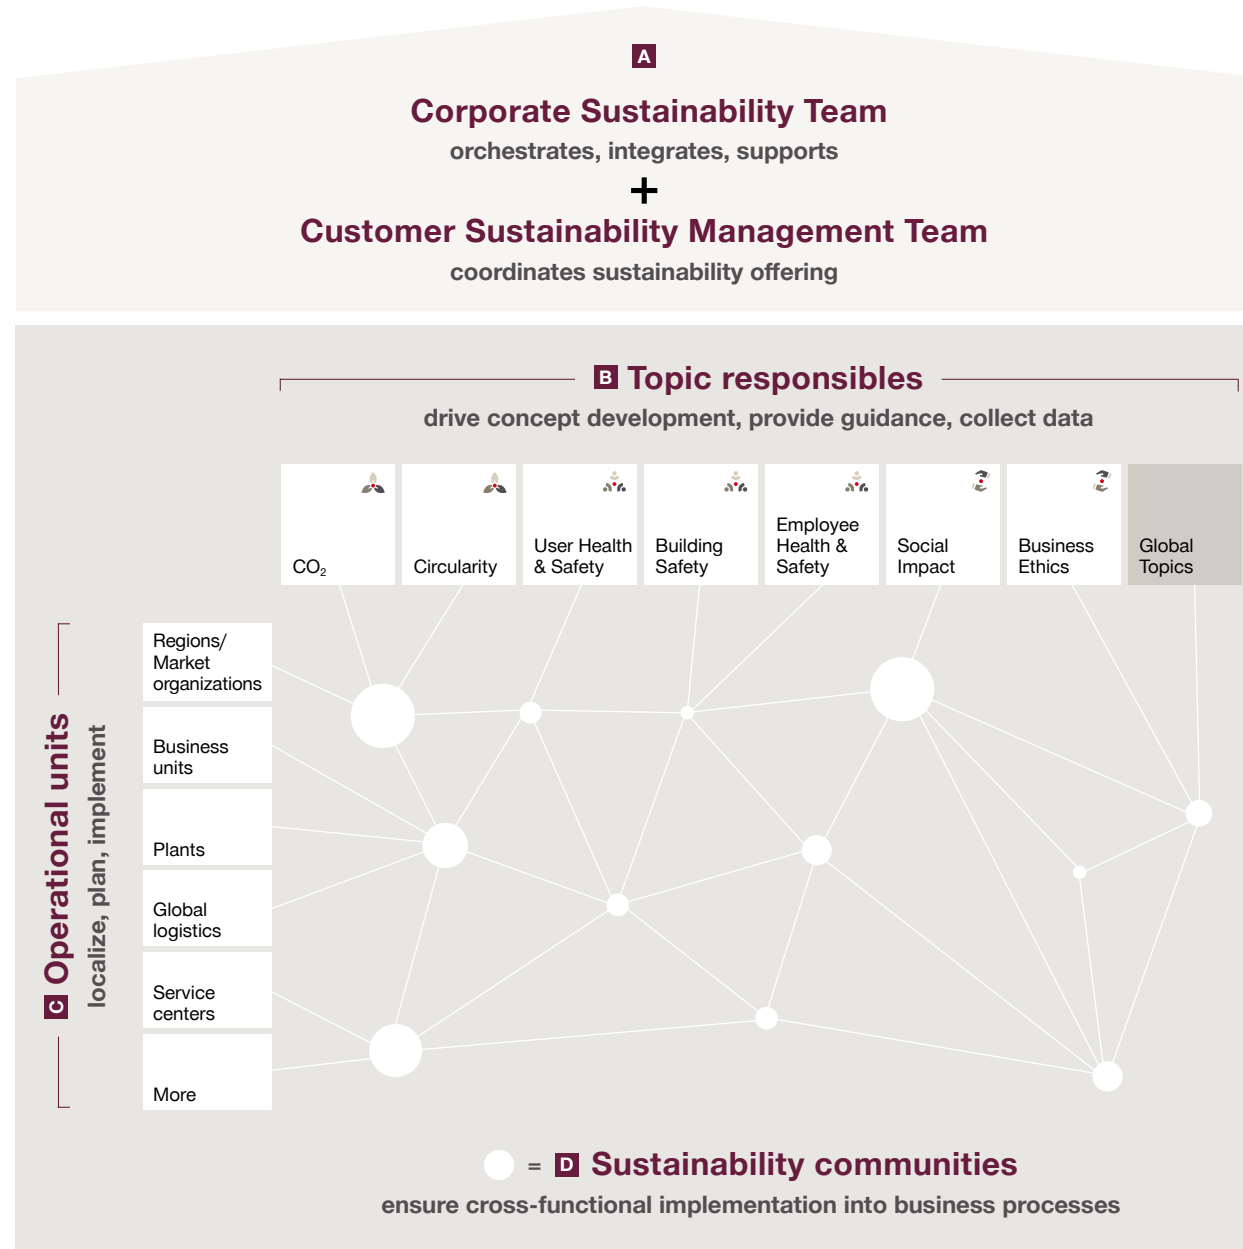 A
Corporate Sustainability Team
orchestrates, integrates, supports
+
Customer Sustainability Management Team
coordinates sustainability offering
B Topic responsibles
drive concept development, provide guidance, collect data
CO₂
Circularity
User Health
& Safety
Building
Safety
Employee
Health &
Safety
Social
Impact
Business
Ethics
Global
Topics
C Operational units
localize, plan, implement
Regions/
Market
organizations
Business
units
Plants
Global
logistics
Service
centers
More
= D Sustainability communities
ensure cross-functional implementation into business processes